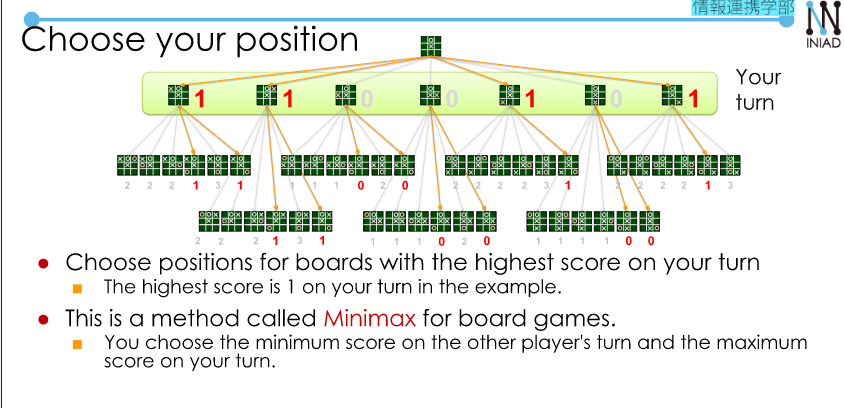 情報連携学部
INIAD
Choose your position
Your
turn
1 1 0 0 1 0 1
2 2 2 1 3 1
1 1 1 0 2 0
2 2 2 2 3 1
2 2 2 2 1 3
2 2 2 1 3 1
1 1 1 0 2 0
1 1 1 1 0 0
Choose positions for boards with the highest score on your turn
The highest score is 1 on your turn in the example.
This is a method called Minimax for board games.
You choose the minimum score on the other player's turn and the maximum
score on your turn.